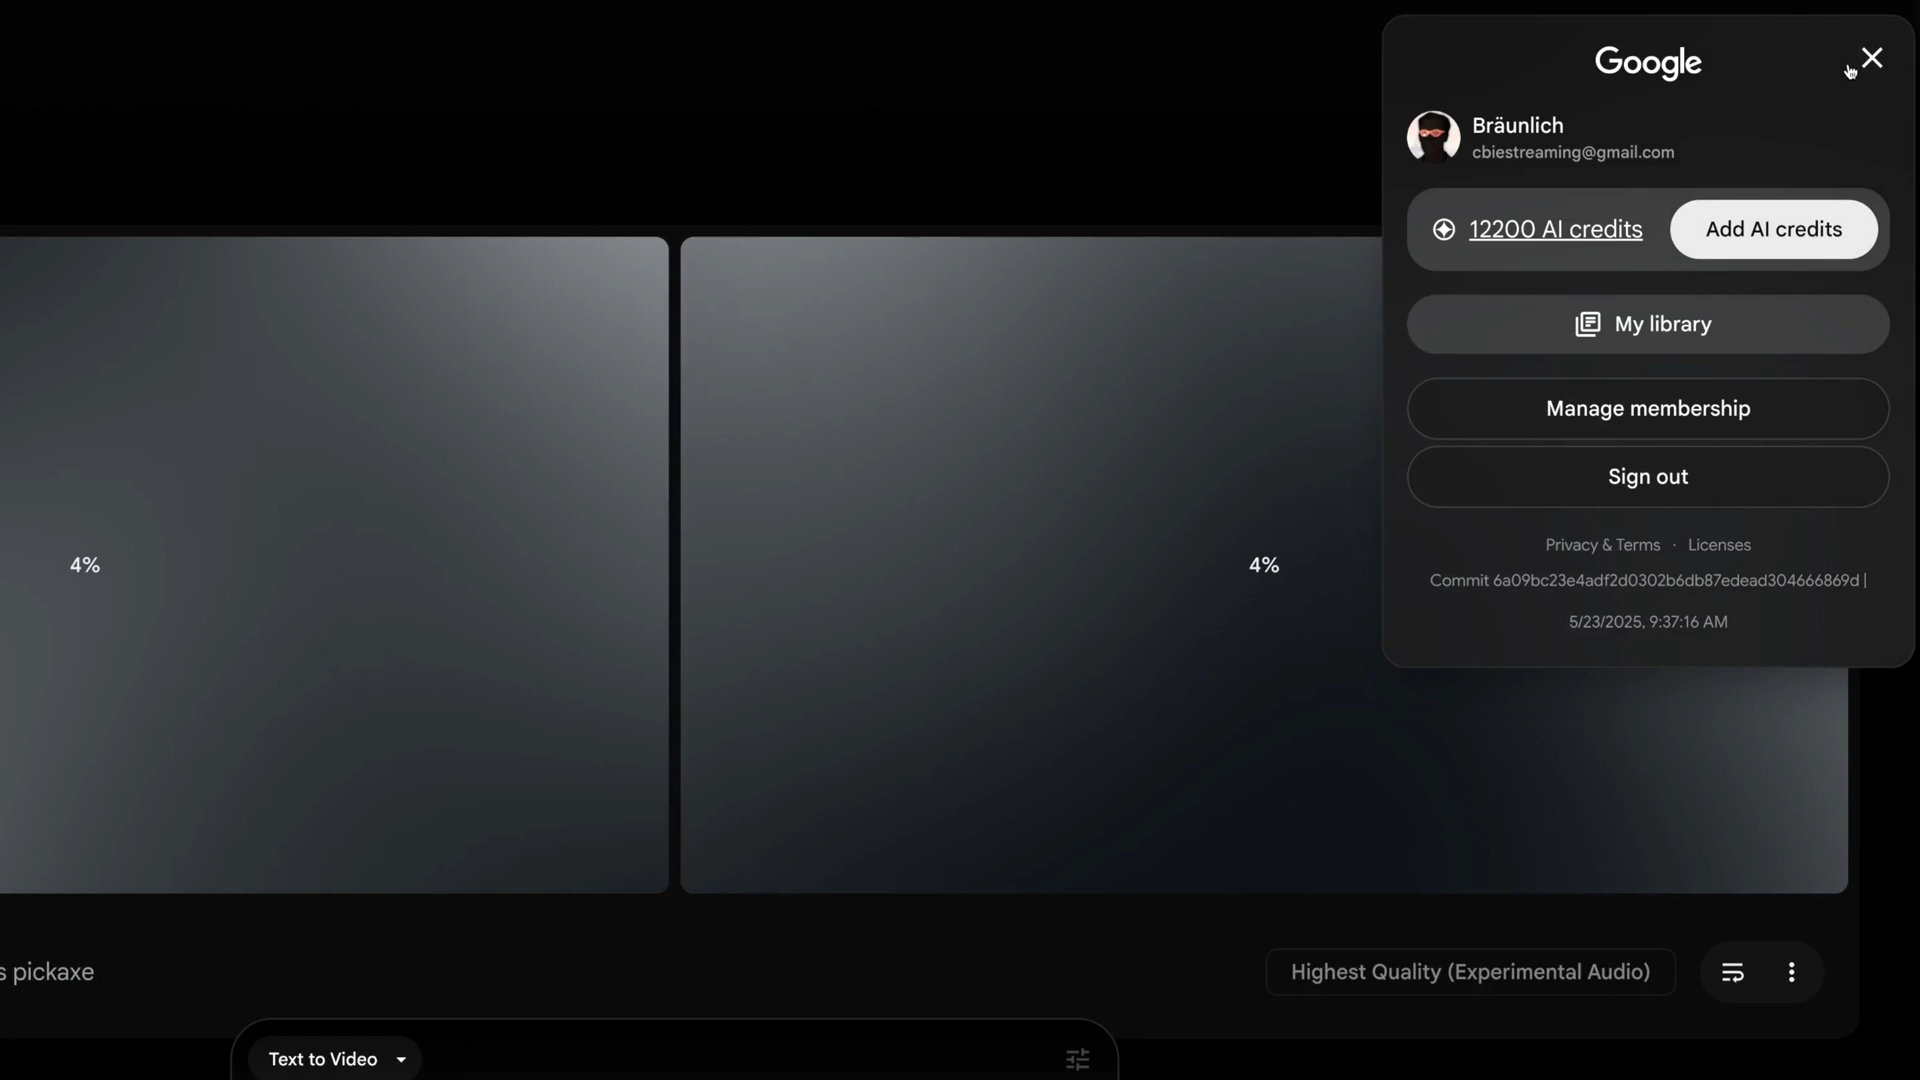 Google
Bräunlich
cbiestreaming@gmail.com
12200 AI credits
Add AI credits
My library
Manage membership
Sign out
Privacy & Terms · Licenses
Commit 6a09bc23e4adf2d0302b6db87edead304666869d |
5/23/2025, 9:37:16 AM
4%
4%
s pickaxe
Highest Quality (Experimental Audio)
Text to Video